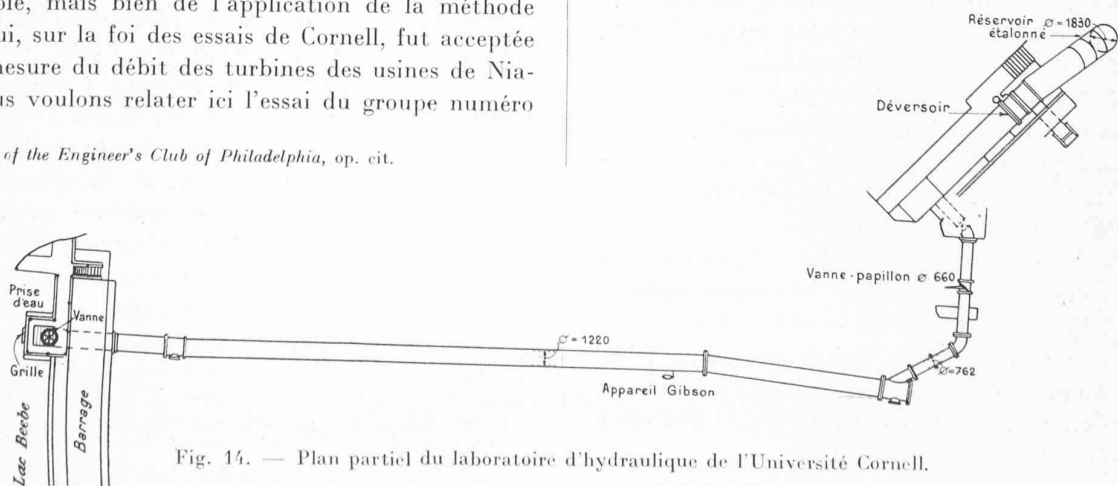 ble, mais bien de l'application de la méthode
ui, sur la foi des essais de Cornell, fut acceptée
nesure du débit des turbines des usines de Nia-
us voulons relater ici l'essai du groupe numéro
of the Engineer's Club of Philadelphia, op. cit.
Réservoir ⌀=1830
étalonné
Déversoir
Vanne-papillon ⌀ 660
Prise
d'eau
Vanne
Grille
Lac Beebe
Barrage
⌀=1220
Appareil Gibson
⌀=762
Fig. 14. — Plan partiel du laboratoire d'hydraulique de l'Université Cornell.